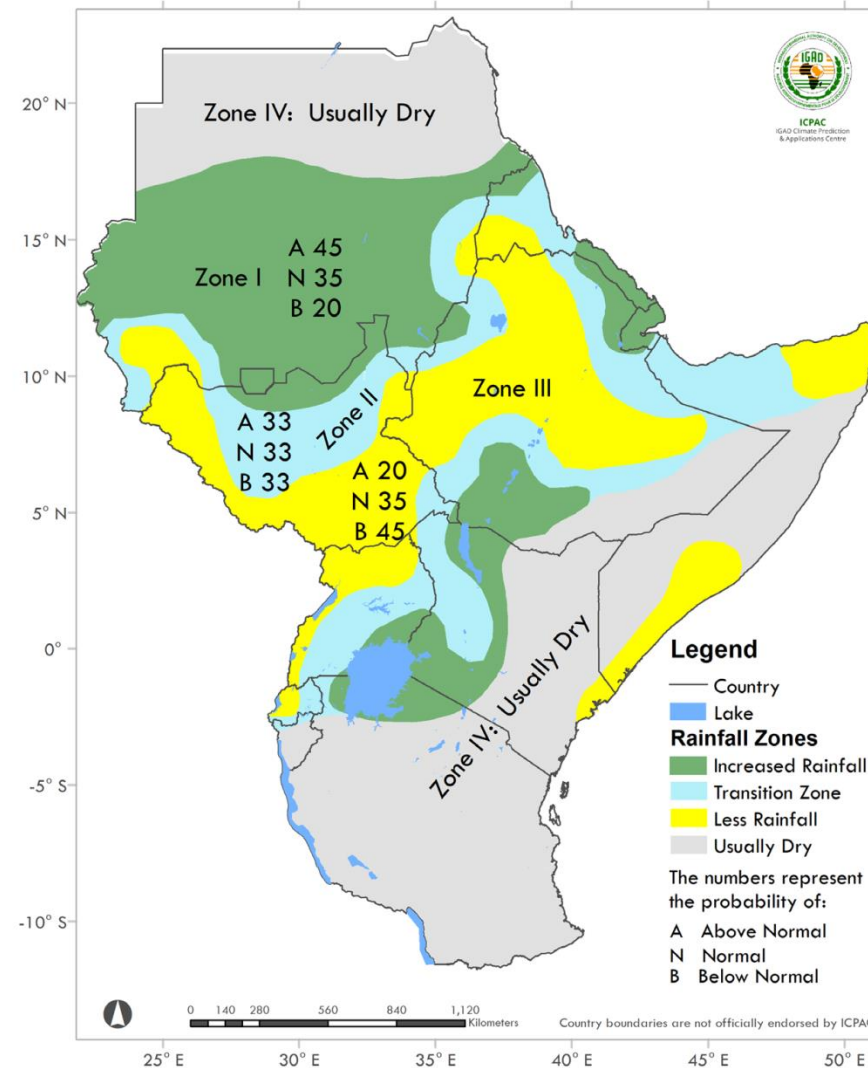 IGAD
ICPAC
IGAD Climate Prediction
& Applications Centre
20° N
15° N
10° N
5° N
0°
-5° S
-10° S
Zone IV: Usually Dry
Zone I
A 45
N 35
B 20
Zone II
A 33
N 33
B 33
Zone III
A 20
N 35
B 45
Zone IV: Usually Dry
Legend
Country
Lake
Rainfall Zones
Increased Rainfall
Transition Zone
Less Rainfall
Usually Dry
The numbers represent
the probability of:
A Above Normal
N Normal
B Below Normal
0 140 280 560 840 1,120
Kilometers
Country boundaries are not officially endorsed by ICPA
25° E 30° E 35° E 40° E 45° E 50° E